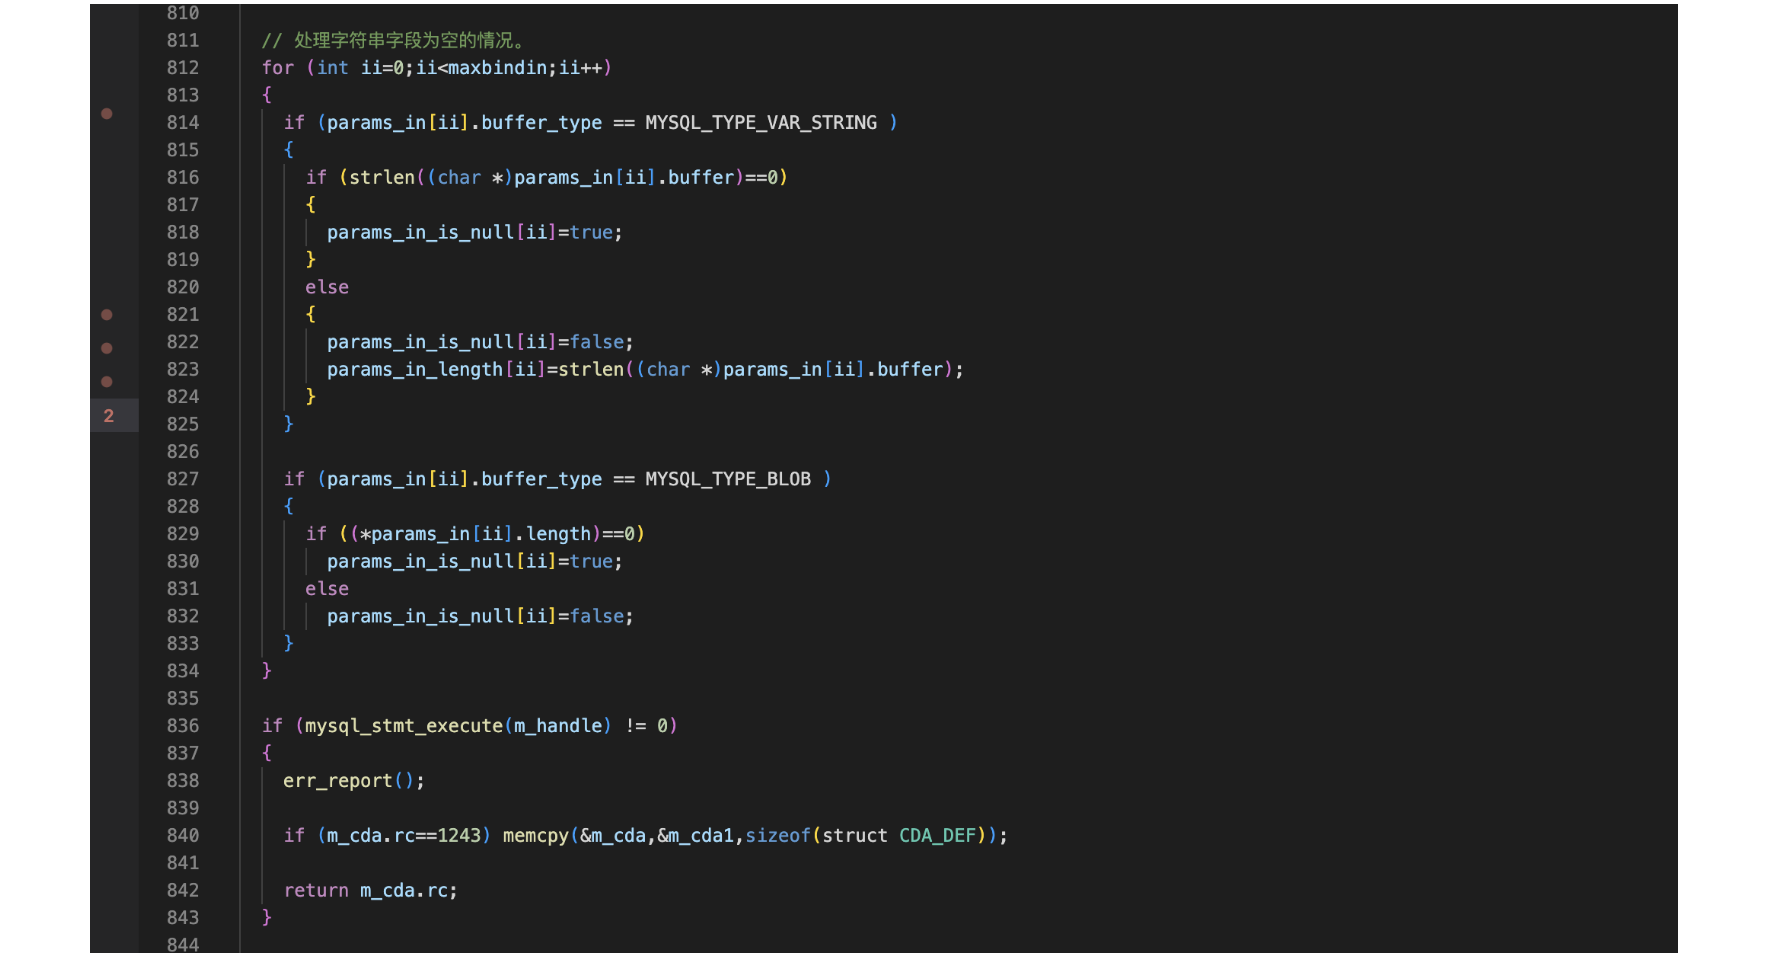 810
811 // 处理字符串字段为空的情况。
812 for (int ii=0;ii<maxbindin;ii++)
813 {
814 if (params_in[ii].buffer_type == MYSQL_TYPE_VAR_STRING )
815 {
816 if (strlen((char *)params_in[ii].buffer)==0)
817 {
818 params_in_is_null[ii]=true;
819 }
820 else
821 {
822 params_in_is_null[ii]=false;
823 params_in_length[ii]=strlen((char *)params_in[ii].buffer);
824 }
2
825 }
826
827 if (params_in[ii].buffer_type == MYSQL_TYPE_BLOB )
828 {
829 if ((*params_in[ii].length)==0)
830 params_in_is_null[ii]=true;
831 else
832 params_in_is_null[ii]=false;
833 }
834 }
835
836 if (mysql_stmt_execute(m_handle) != 0)
837 {
838 err_report();
839
840 if (m_cda.rc==1243) memcpy(&m_cda,&m_cda1,sizeof(struct CDA_DEF));
841
842 return m_cda.rc;
843 }
844